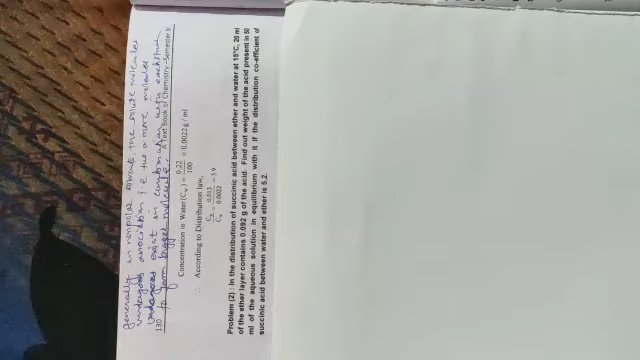 generally in nonpolar solvents the solute molecules
undergoes association i.e two or more molecules
exist in combination with each other
130 to form bigger molecule. A Text Book of Chemistry - Semester II
Concentration in Water (Cw) = 0.22 / 100 = 0.0022 g / ml
∴ According to Distribution law,
0.013 / 0.0022 = 5.9
Problem (2) : In the distribution of succinic acid between ether and water at 15°C, 20 ml
of the ether layer contains 0.092 g of the acid. Find out weight of the acid present in 50
ml of the aqueous solution in equilibrium with it if the distribution co-efficient of
succinic acid between water and ether is 5.2.